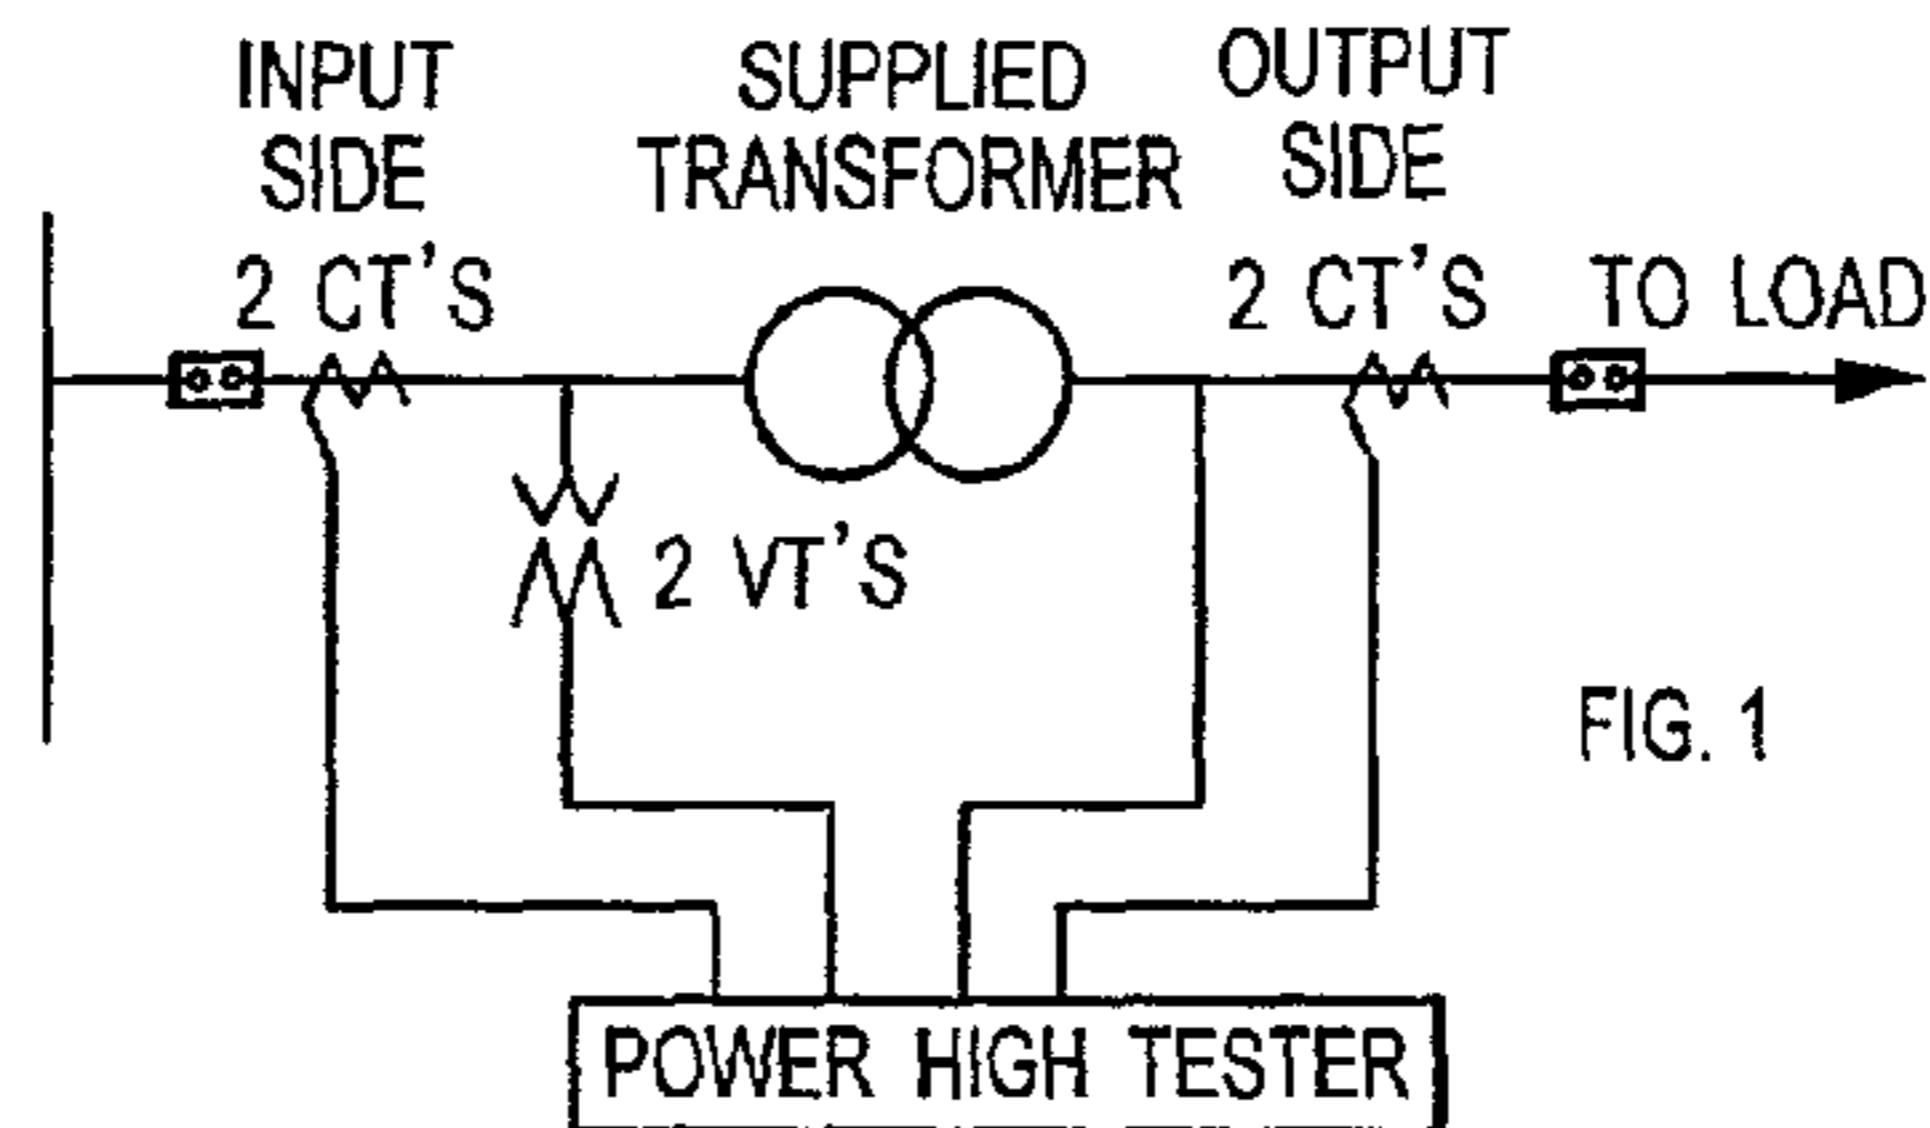 INPUT
SIDE
2 CT'S
SUPPLIED
TRANSFORMER
OUTPUT
SIDE
2 CT'S
TO LOAD
2 VT'S
FIG. 1
POWER HIGH TESTER